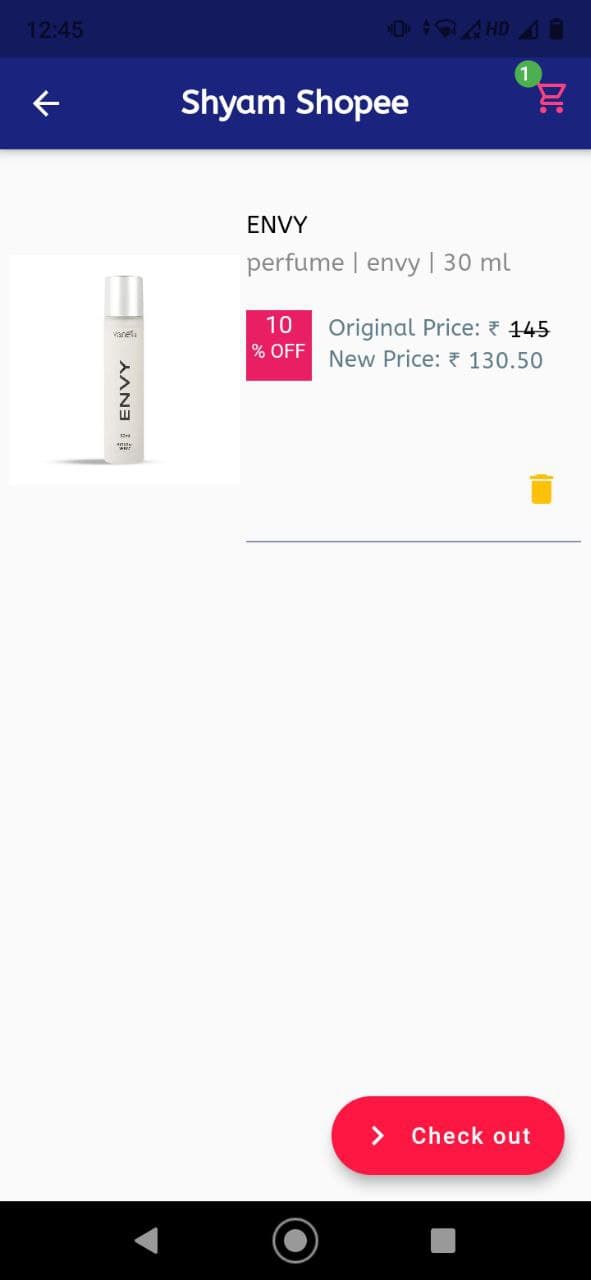 12:45
HD
1
Shyam Shopee
ENVY
perfume | envy | 30 ml
10
% OFF
Original Price: ₹ 145
New Price: ₹ 130.50
ENVY
Check out